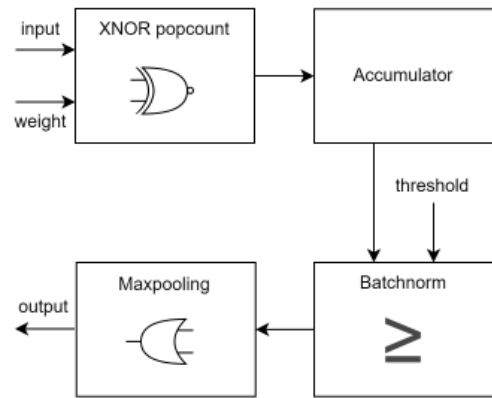 input
XNOR popcount
weight
Accumulator
threshold
Maxpooling
output
Batchnorm
≥